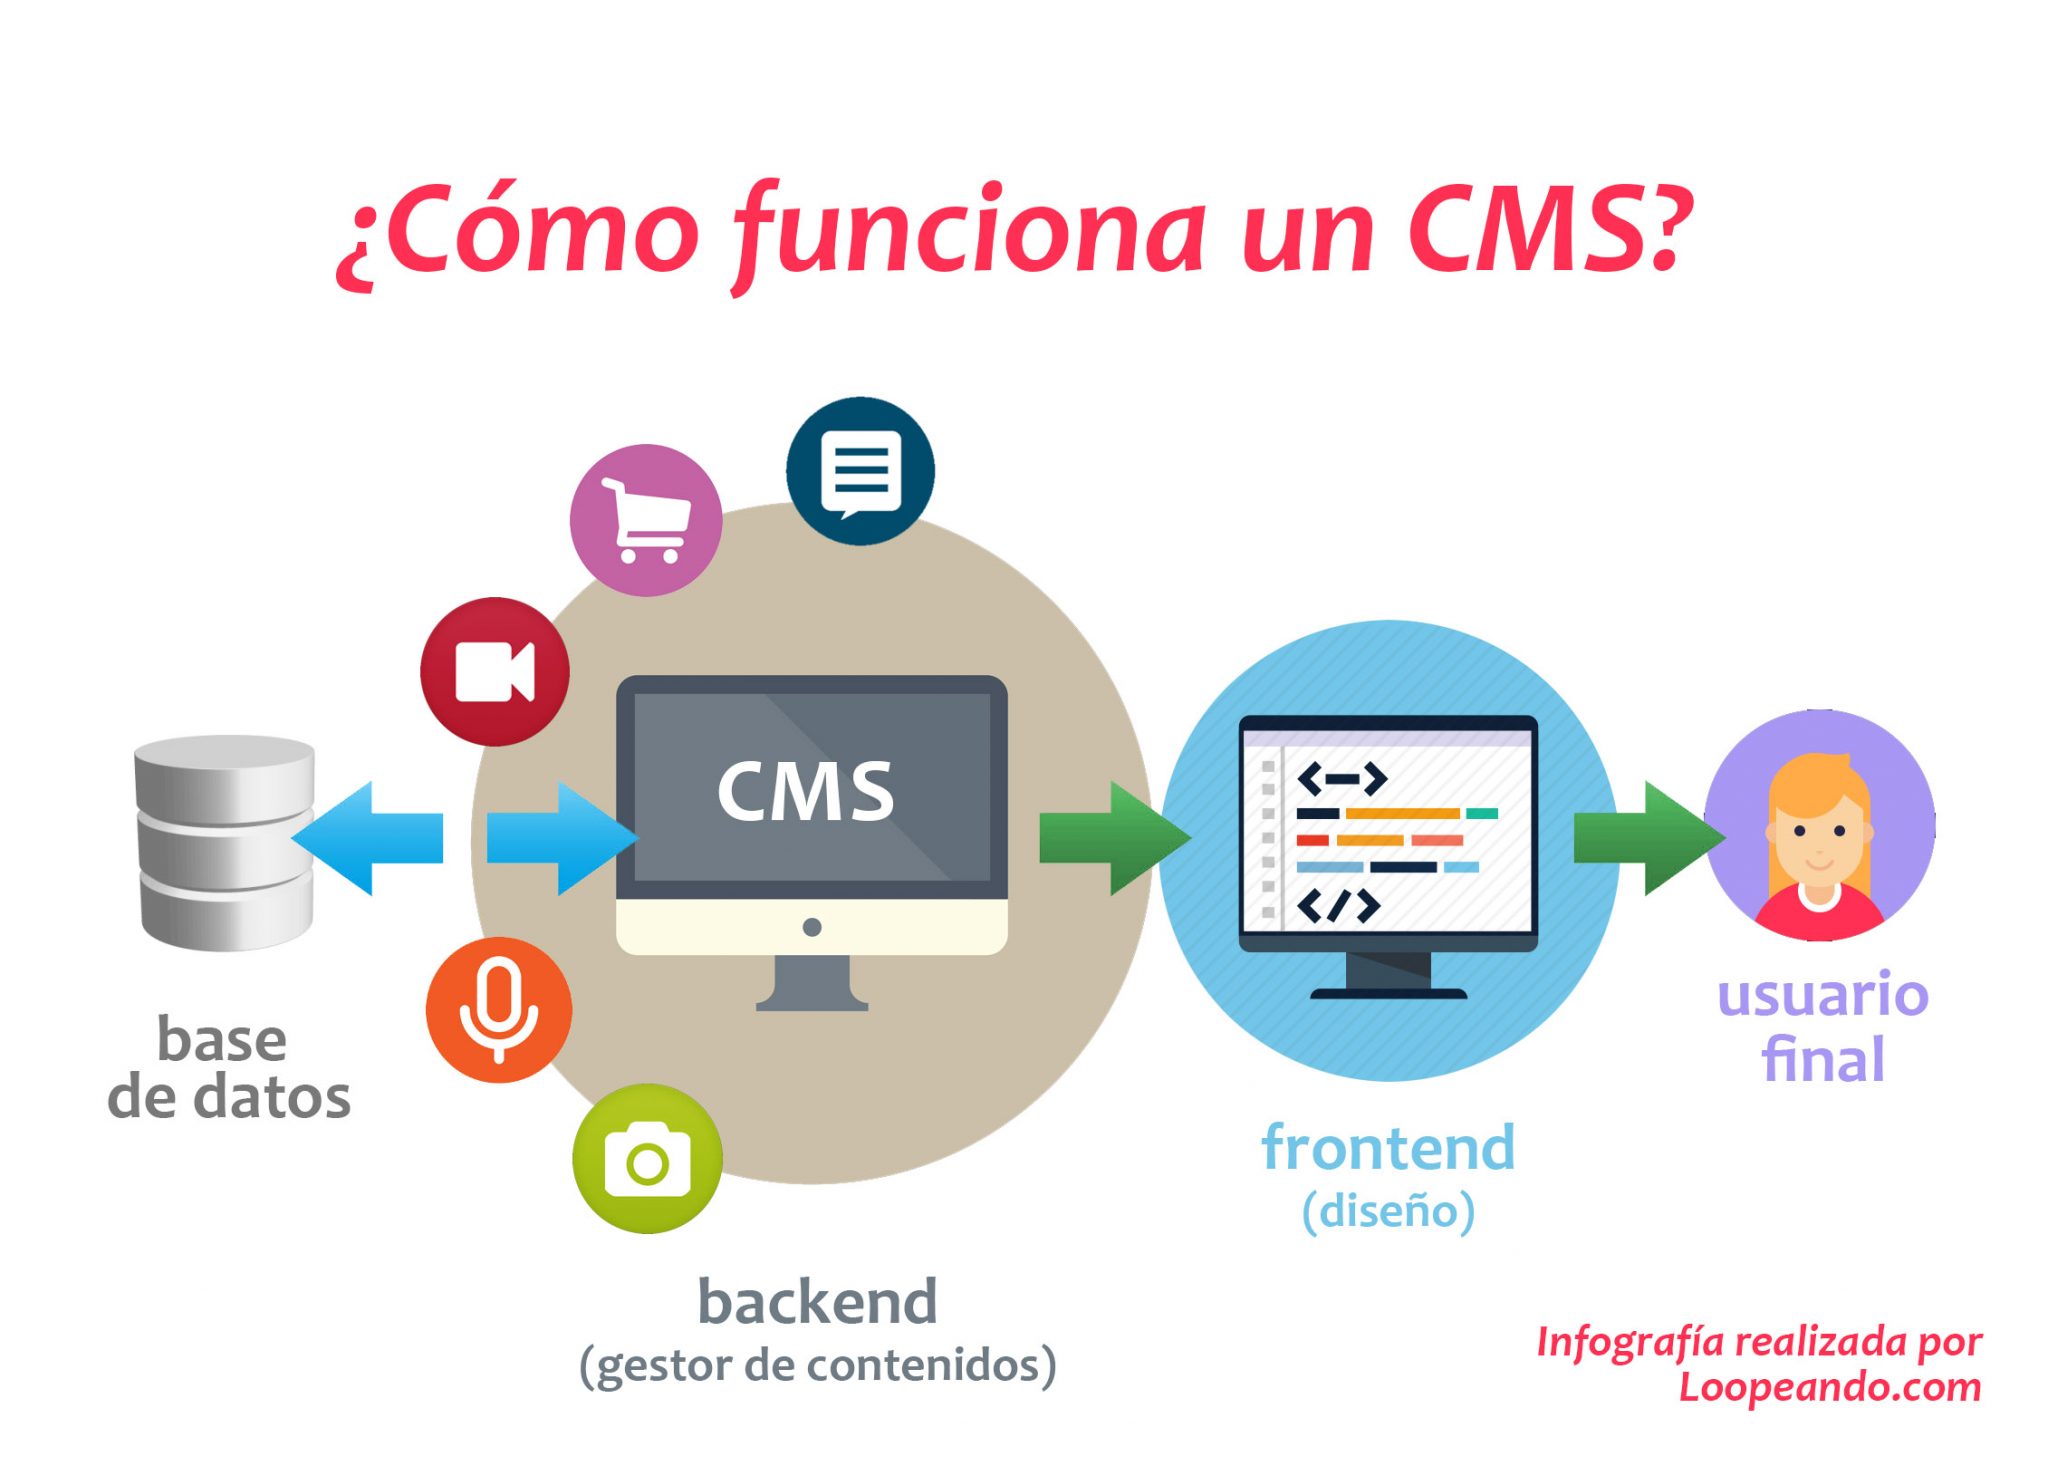 ¿Cómo funciona un CMS?
CMS
base
de datos
backend
(gestor de contenidos)
frontend
(diseño)
usuario
final
Infografía realizada por
Loopeando.com